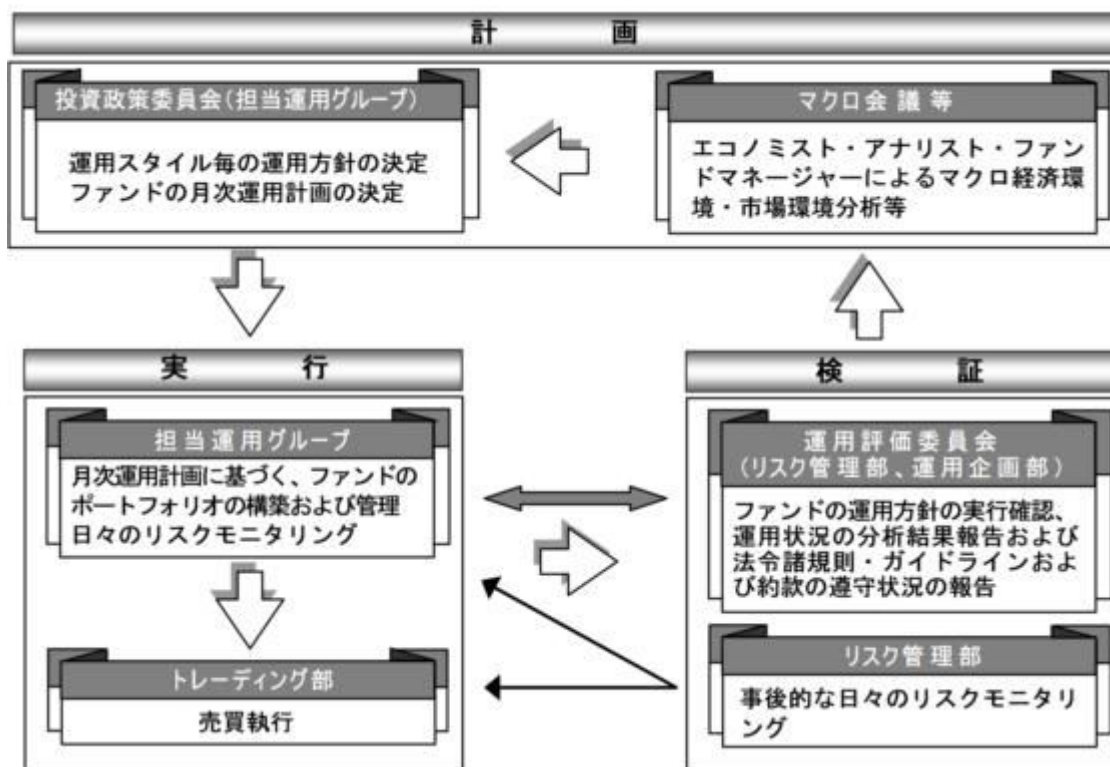 計画
投資政策委員会(担当運用グループ)
運用スタイル毎の運用方針の決定
ファンドの月次運用計画の決定
マクロ会議等
エコノミスト・アナリスト・ファン
ドマネージャーによるマクロ経済環
境・市場環境分析等
実行
担当運用グループ
月次運用計画に基づく、ファンドの
ポートフォリオの構築および管理
日々のリスクモニタリング
トレーディング部
売買執行
検証
運用評価委員会
(リスク管理部、運用企画部)
ファンドの運用方針の実行確認、
運用状況の分析結果報告および
法令諸規則・ガイドラインおよ
び約款の遵守状況の報告
リスク管理部
事後的な日々のリスクモニタリ
ング